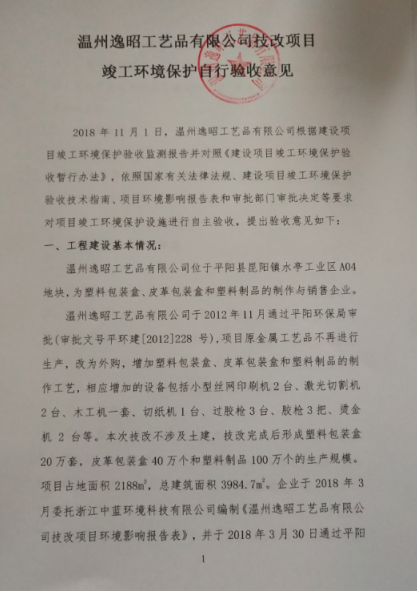 温州逸昭工艺品有限公司技改项目
竣工环境保护自行验收意见
2018 年 11 月 1 日，温州逸昭工艺品有限公司根据建设项
目竣工环境保护验收监测报告并对照《建设项目竣工环境保护验
收暂行办法》，依照国家有关法律法规、建设项目竣工环境保护
验收技术指南、项目环境影响报告表和审批部门审批决定等要求
对项目竣工环境保护设施进行自主验收，提出验收意见如下：
一、工程建设基本情况：
温州逸昭工艺品有限公司位于平阳县昆阳镇水亭工业区 A04
地块，为塑料包装盒、皮革包装盒和塑料制品的制作与销售企业。
温州逸昭工艺品有限公司于 2012 年 11 月通过平阳环保局审
批(审批文号平环建[2012]228 号)，项目原金属工艺品不再进行
生产，改为外购，增加塑料包装盒、皮革包装盒和塑料制品的制
作工艺，相应增加的设备包括小型丝网印刷机 2 台、激光切割机
2 台、木工机一套、切纸机 1 台、过胶枪 3 台、胶枪 3 把、烫金
机 2 台等。本次技改不涉及土建，技改完成后形成塑料包装盒
20 万套，皮革包装盒 40 万个和塑料制品 100 万个的生产规模。
项目占地面积 2188㎡，总建筑面积 3984.7㎡。企业于 2018 年 3
月委托浙江中蓝环境科技有限公司编制《温州逸昭工艺品有限公
司技改项目环境影响报告表》，并于 2018 年 3 月 30 日通过平阳
1